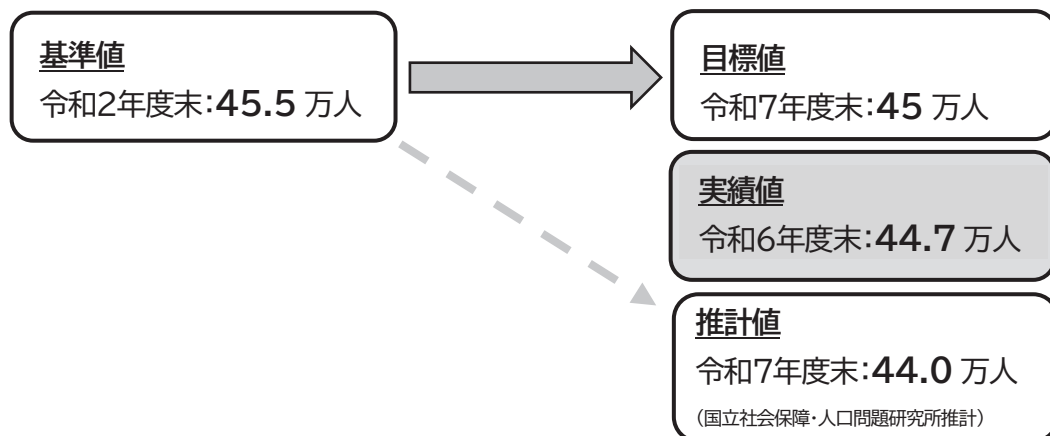 基準値
令和2年度末:45.5 万人
目標値
令和7年度末:45 万人
実績値
令和6年度末:44.7 万人
推計値
令和7年度末:44.0 万人
(国立社会保障・人口問題研究所推計)